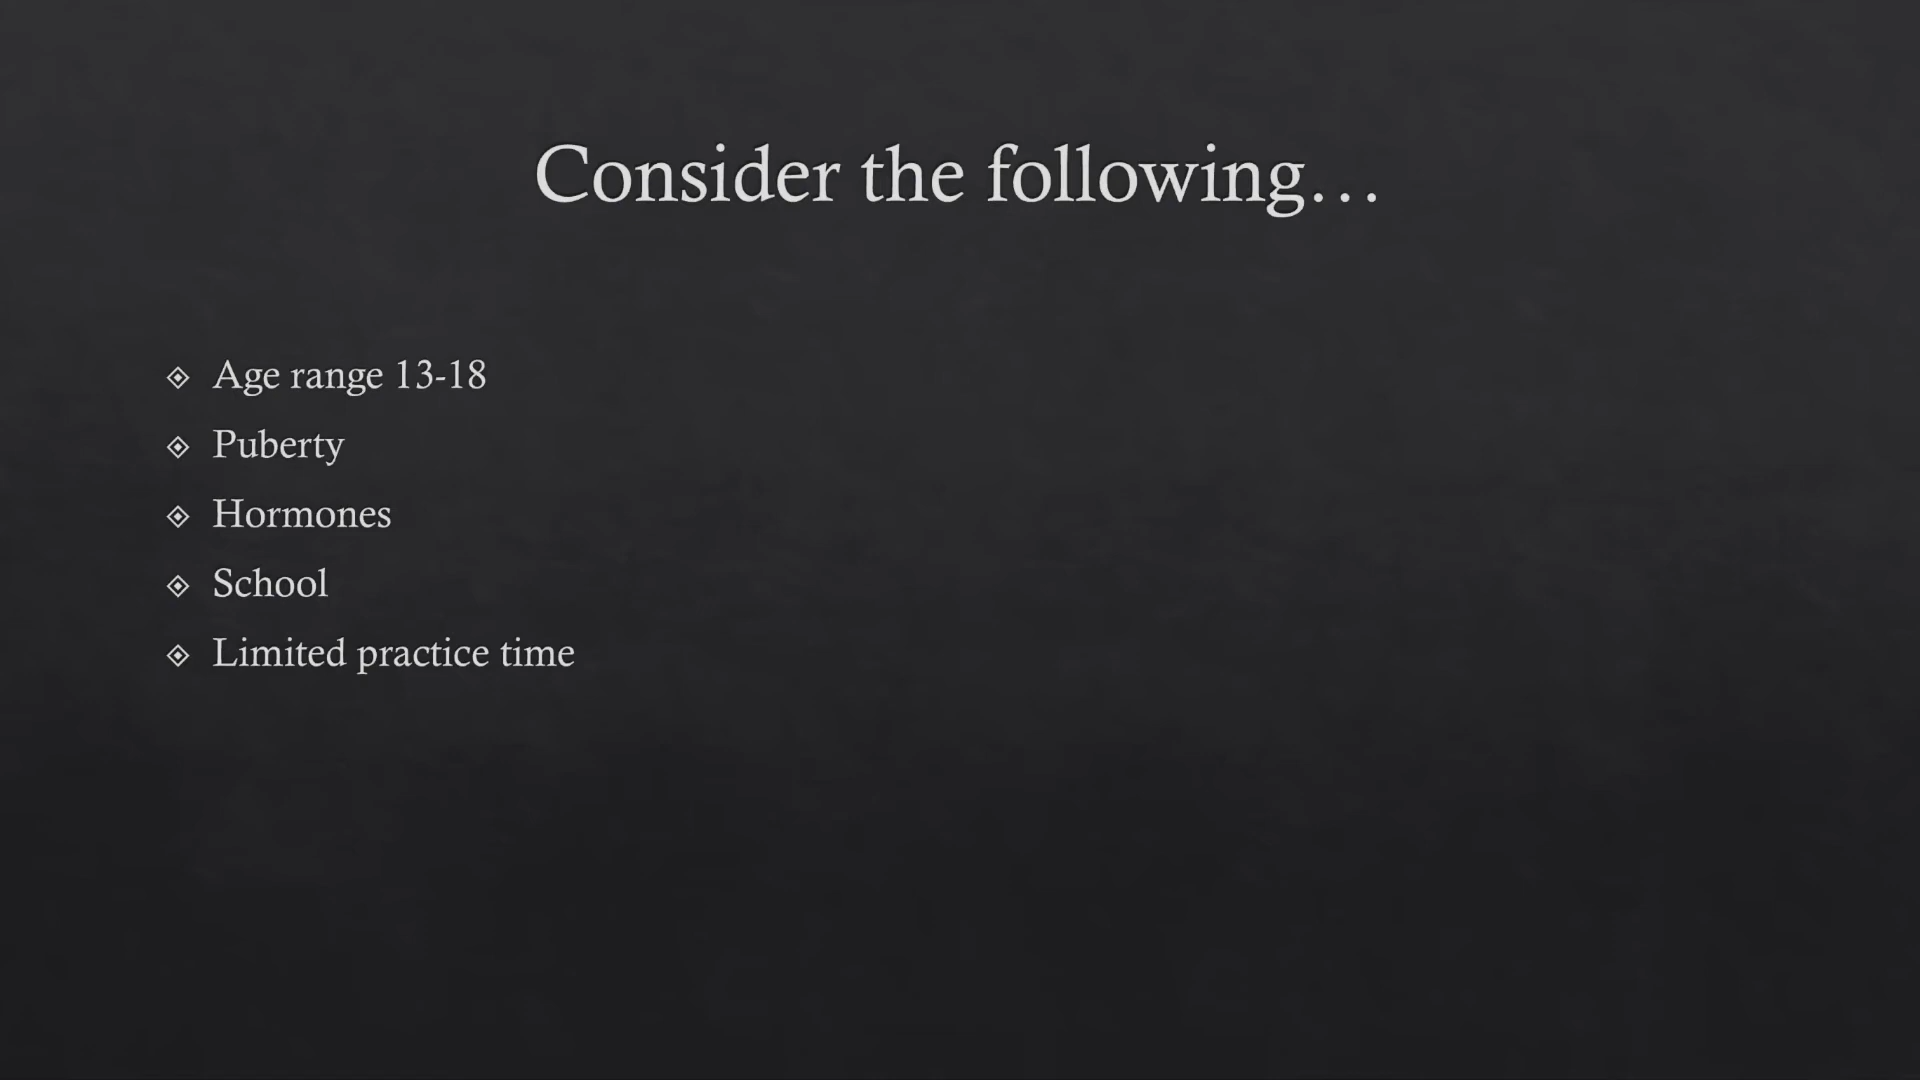 Consider the following…
Age range 13-18
Puberty
Hormones
School
Limited practice time